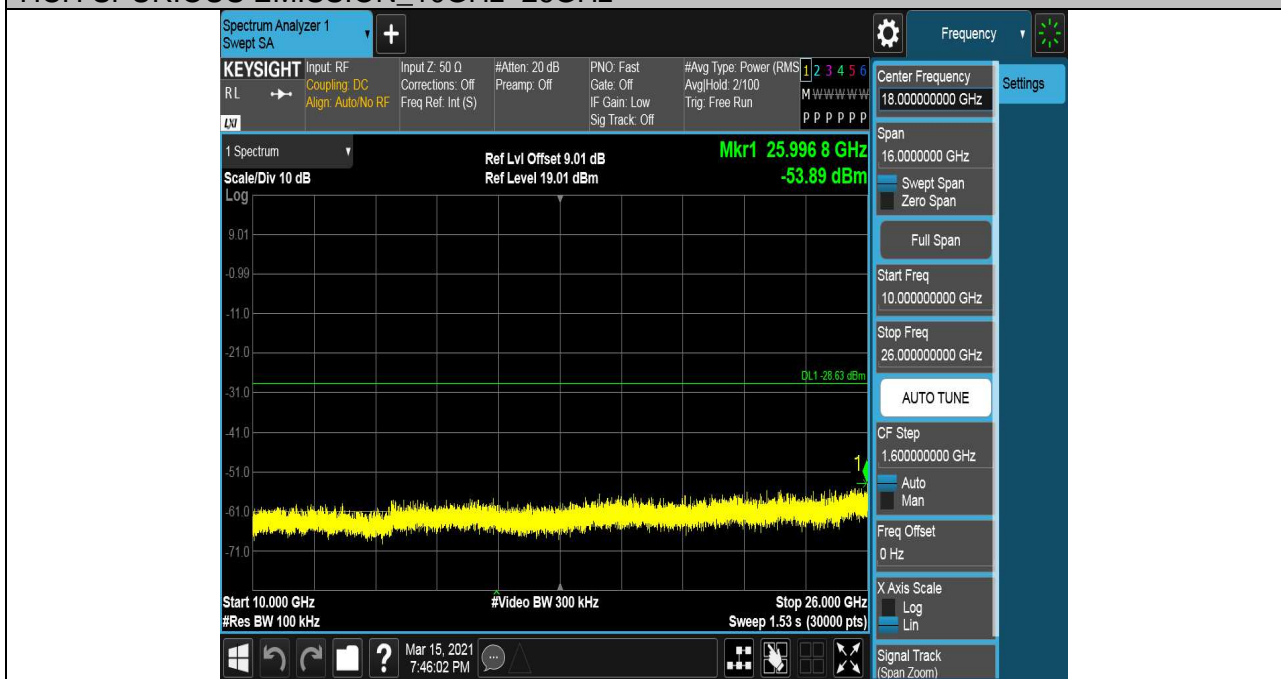 Spectrum Analyzer 1
Swept SA
Frequency
KEYSIGHT
RL
LXI
Input: RF
Coupling: DC
Align: Auto/No RF
Input Z: 50 Ω
Corrections: Off
Freq Ref: Int (S)
#Atten: 20 dB
Preamp: Off
PNO: Fast
Gate: Off
IF Gain: Low
Sig Track: Off
#Avg Type: Power (RMS
Avg|Hold: 2/100
Trig: Free Run
1 2 3 4 5 6
M W W W W W
P P P P P P
1 Spectrum
Scale/Div 10 dB
Log
Ref Lvl Offset 9.01 dB
Ref Level 19.01 dBm
Mkr1 25.996 8 GHz
-53.89 dBm
9.01
-0.99
-11.0
-21.0
DL1 -28.63 dBm
-31.0
-41.0
-51.0
1
-61.0
-71.0
Start 10.000 GHz
#Video BW 300 kHz
Stop 26.000 GHz
#Res BW 100 kHz
Sweep 1.53 s (30000 pts)
Mar 15, 2021
7:46:02 PM
Center Frequency
18.000000000 GHz
Settings
Span
16.0000000 GHz
Swept Span
Zero Span
Full Span
Start Freq
10.000000000 GHz
Stop Freq
26.000000000 GHz
AUTO TUNE
CF Step
1.600000000 GHz
Auto
Man
Freq Offset
0 Hz
X Axis Scale
Log
Lin
Signal Track
(Span Zoom)